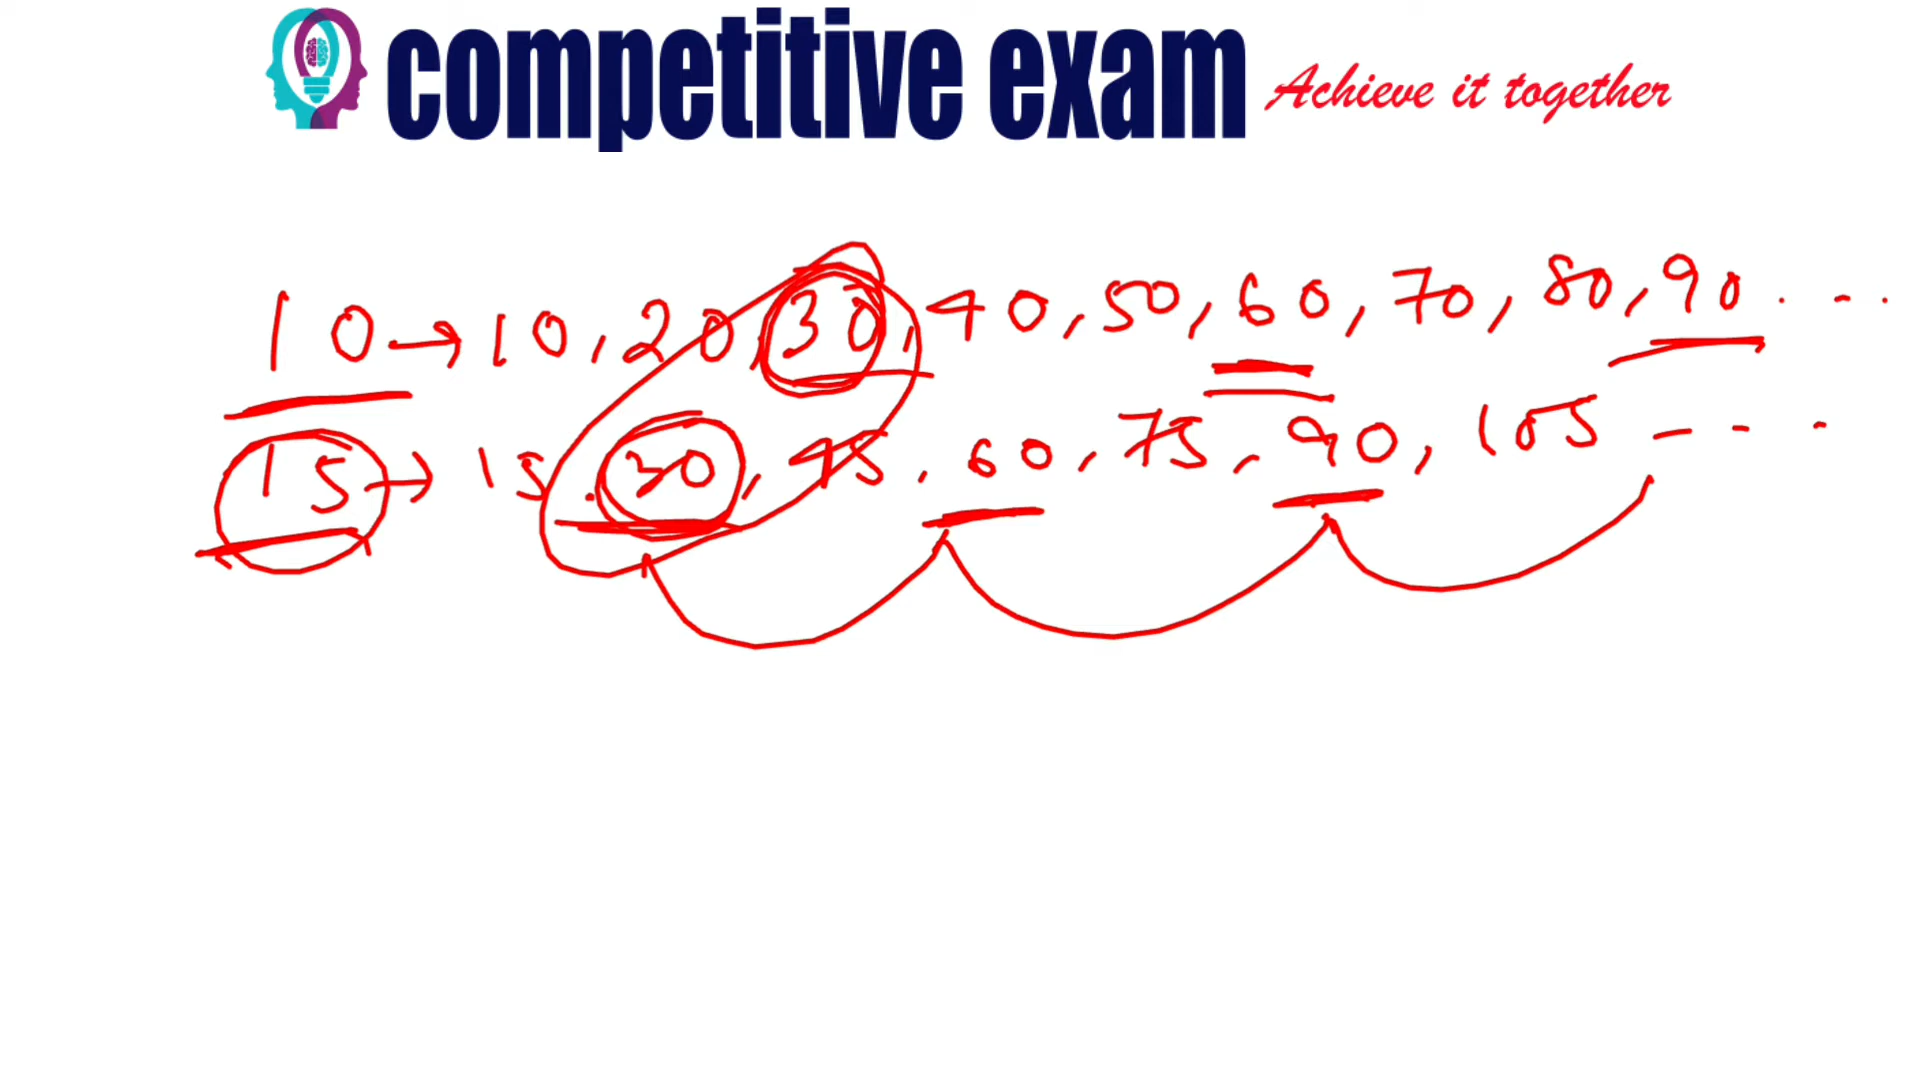 competitive exam Achieve it together
10 → 10, 20, 30, 40, 50, 60, 70, 80, 90 . . . .
15 → 15, 30, 45, 60, 75, 90, 105 - - - -